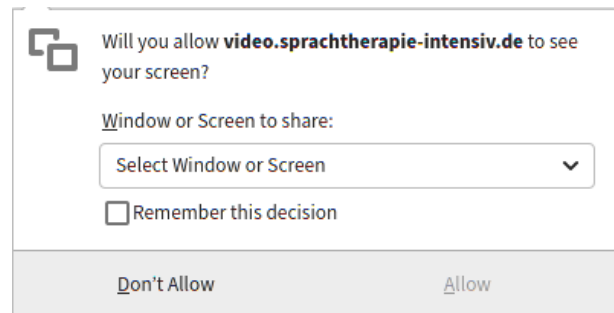 Will you allow video.sprachtherapie-intensiv.de to see
your screen?
Window or Screen to share:
Select Window or Screen
Remember this decision
Don't Allow
Allow